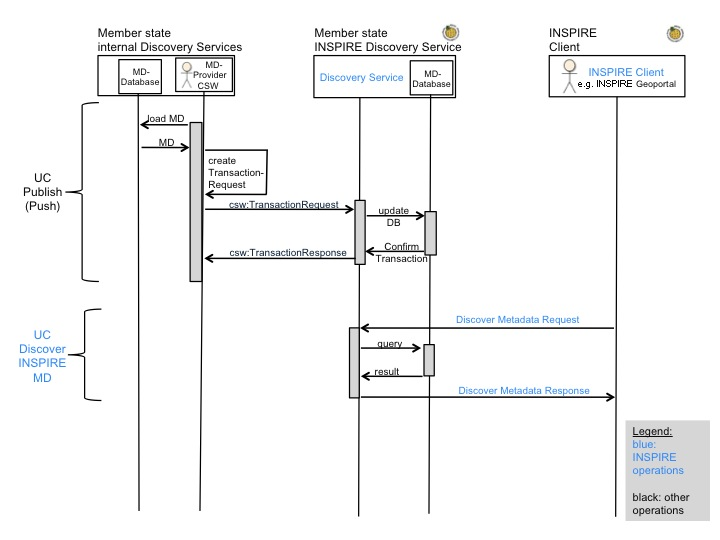 Member state
internal Discovery Services
Member state
INSPIRE Discovery Service
INSPIRE
Client
MD-
Database
MD-
Provider
CSW
Discovery Service
MD-
Database
INSPIRE Client
e.g. INSPIRE Geoportal
load MD
MD
create
Transaction-
Request
UC
Publish
(Push)
csw:TransactionRequest
update
DB
Confirm
Transaction
csw:TransactionResponse
UC
Discover
INSPIRE
MD
Discover Metadata Request
query
result
Discover Metadata Response
Legend:
blue:
INSPIRE
operations
black: other
operations